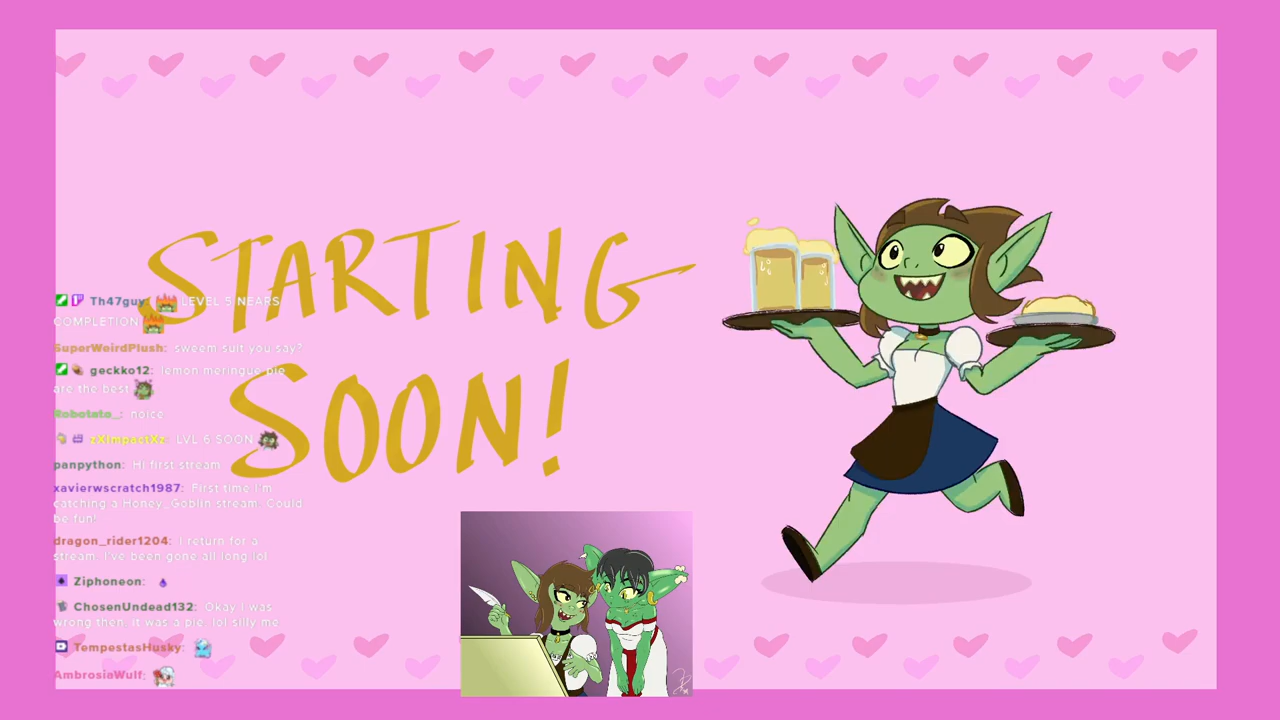 STARTING
SOON!
Th47guy: LEVEL 5 NEARS
COMPLETION
SuperWeirdPlush: sweem suit you say?
geckko12: lemon meringue pie
are the best
Robotato_: noice
zXImpactXz: LVL 6 SOON
panpython: Hi first stream
xavierwscratch1987: First time I'm
catching a Honey_Goblin stream. Could
be fun!
dragon_rider1204: I return for a
stream. I've been gone all long lol
Ziphoneon:
ChosenUndead132: Okay I was
wrong then, it was a pie. lol silly me
TempestasHusky:
AmbrosiaWulf: